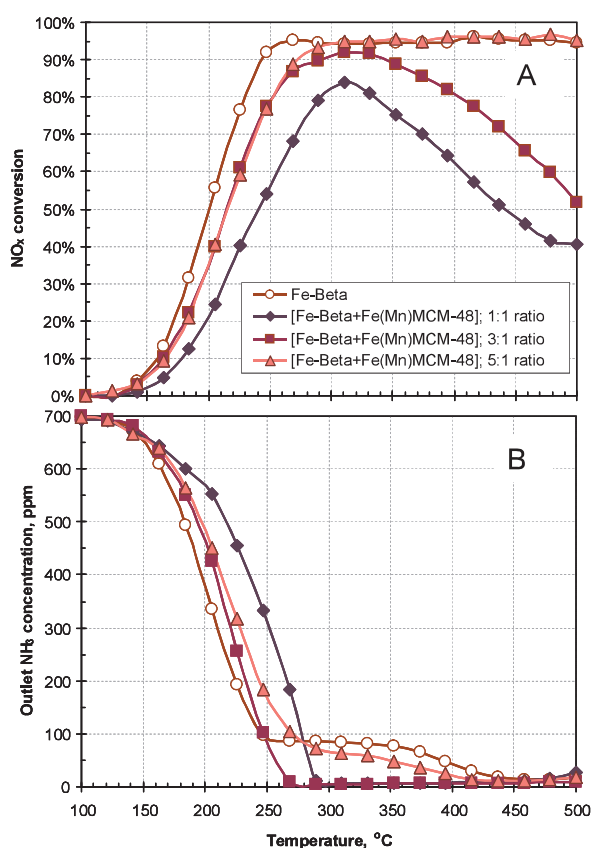 100%
90%
80%
70%
60%
50%
40%
30%
20%
10%
0%
NOx conversion
A
Fe-Beta
[Fe-Beta+Fe(Mn)MCM-48]; 1:1 ratio
[Fe-Beta+Fe(Mn)MCM-48]; 3:1 ratio
[Fe-Beta+Fe(Mn)MCM-48]; 5:1 ratio
700
600
500
400
300
200
100
0
Outlet NH3 concentration, ppm
B
100 150 200 250 300 350 400 450 500
Temperature, °C